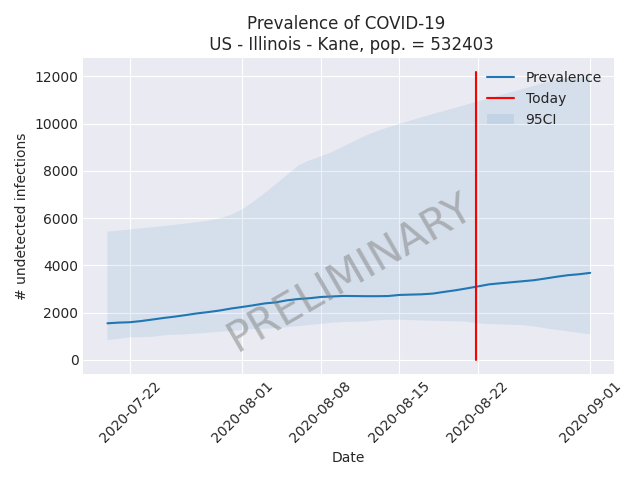 Prevalence of COVID-19
US - Illinois - Kane, pop. = 532403
12000
10000
8000
6000
4000
2000
0
# undetected infections
Prevalence
Today
95CI
PRELIMINARY
2020-07-22
2020-08-01
2020-08-08
2020-08-15
2020-08-22
2020-09-01
Date